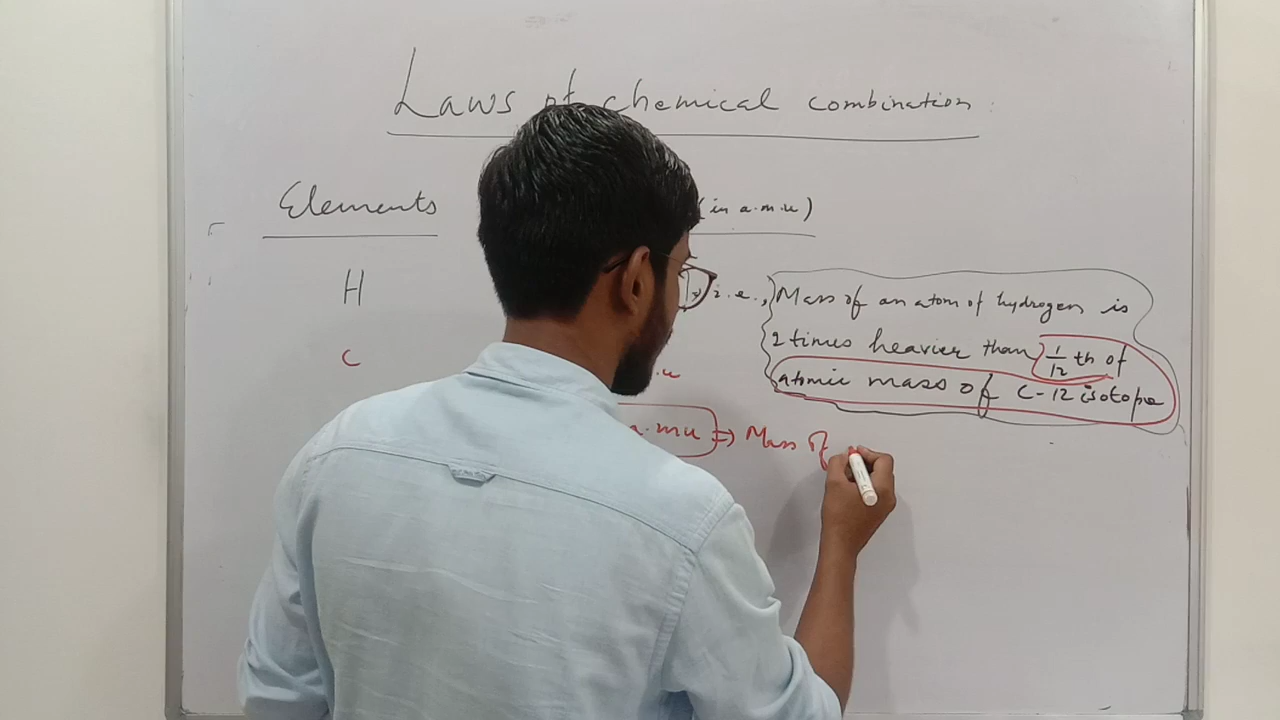 Laws of chemical combination
Elements (in a.m.u)
H i.e., Mass of an atom of hydrogen is
2 times heavier than 1/12 th of
C atomic mass of C-12 isotope
a.mu ⇒ Mass of